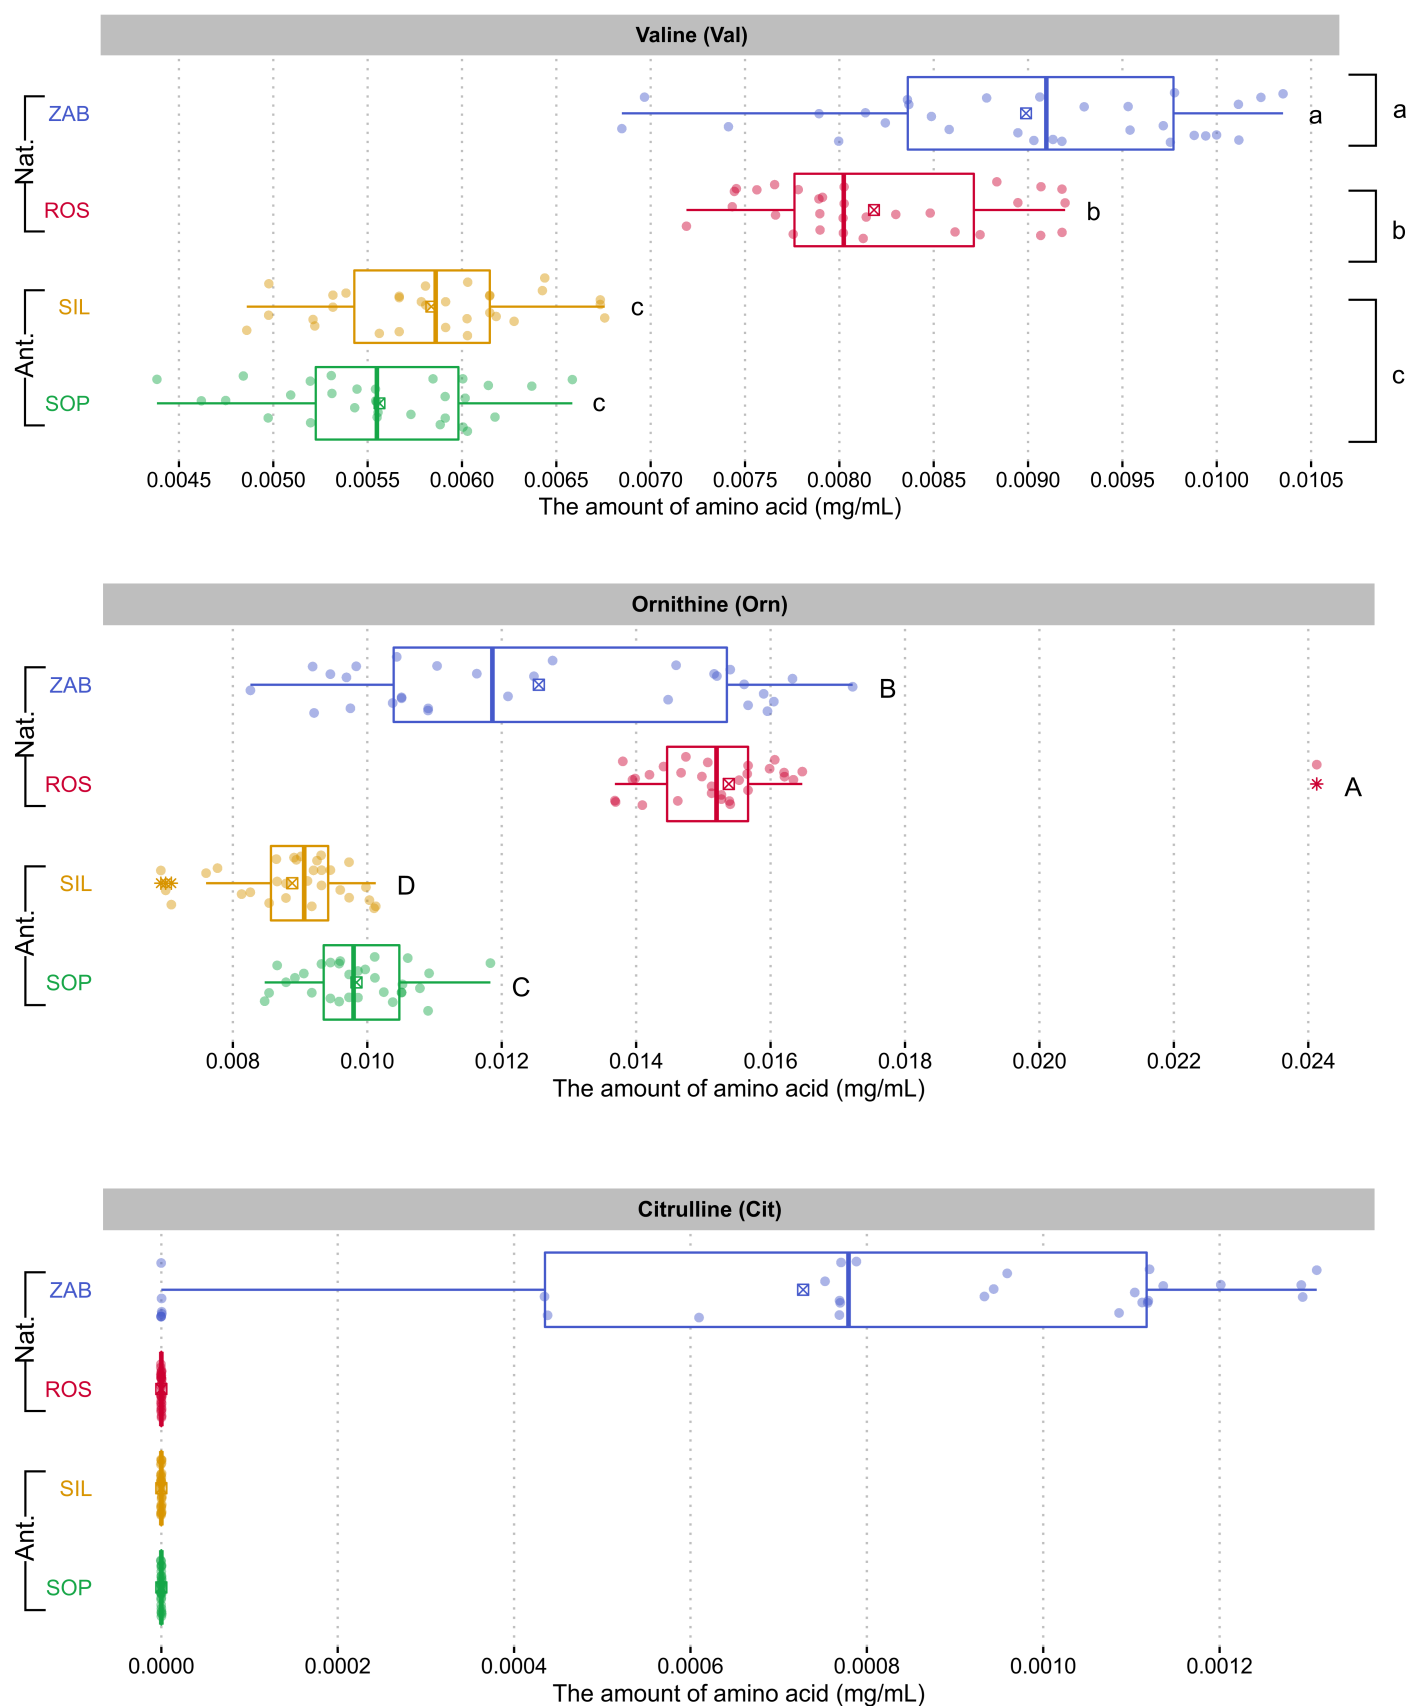 Valine (Val)
Nat.
ZAB
a
a
ROS
b
b
Ant.
SIL
c
c
SOP
c
0.0045 0.0050 0.0055 0.0060 0.0065 0.0070 0.0075 0.0080 0.0085 0.0090 0.0095 0.0100 0.0105
The amount of amino acid (mg/mL)
Ornithine (Orn)
Nat.
ZAB
B
ROS
A
Ant.
SIL
D
SOP
C
0.008 0.010 0.012 0.014 0.016 0.018 0.020 0.022 0.024
The amount of amino acid (mg/mL)
Citrulline (Cit)
Nat.
ZAB
ROS
Ant.
SIL
SOP
0.0000 0.0002 0.0004 0.0006 0.0008 0.0010 0.0012
The amount of amino acid (mg/mL)